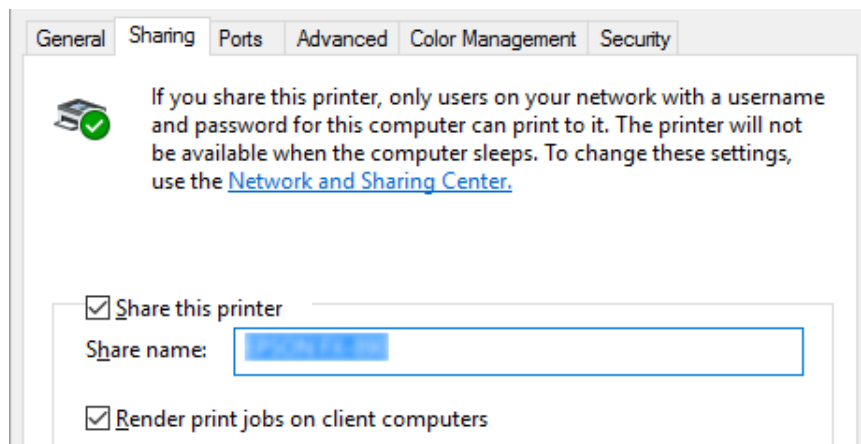 General Sharing Ports Advanced Color Management Security
If you share this printer, only users on your network with a username
and password for this computer can print to it. The printer will not
be available when the computer sleeps. To change these settings,
use the Network and Sharing Center.
Share this printer
Share name:
Render print jobs on client computers